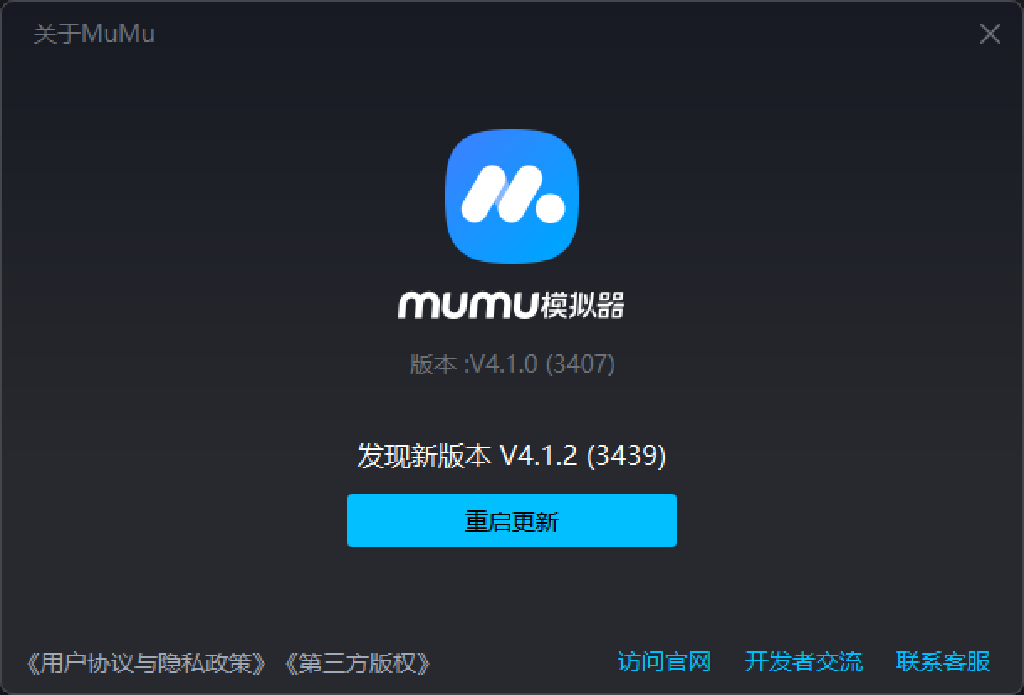 关于MuMu
mumu模拟器
版本 :V4.1.0 (3407)
发现新版本 V4.1.2 (3439)
重启更新
《用户协议与隐私政策》 《第三方版权》 访问官网 开发者交流 联系客服